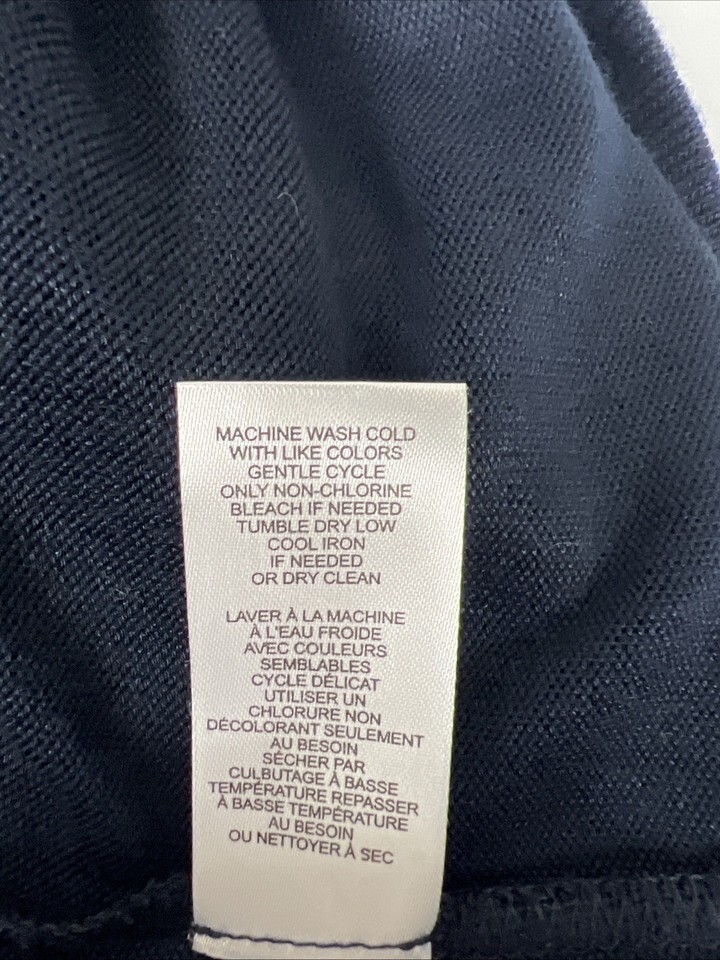 MACHINE WASH COLD
WITH LIKE COLORS
GENTLE CYCLE
ONLY NON-CHLORINE
BLEACH IF NEEDED
TUMBLE DRY LOW
COOL IRON
IF NEEDED
OR DRY CLEAN
LAVER À LA MACHINE
À L'EAU FROIDE
AVEC COULEURS
SEMBLABLES
CYCLE DÉLICAT
UTILISER UN
CHLORURE NON
DÉCOLORANT SEULEMENT
AU BESOIN
SÉCHER PAR
CULBUTAGE À BASSE
TEMPÉRATURE REPASSER
À BASSE TEMPÉRATURE
AU BESOIN
OU NETTOYER À SEC